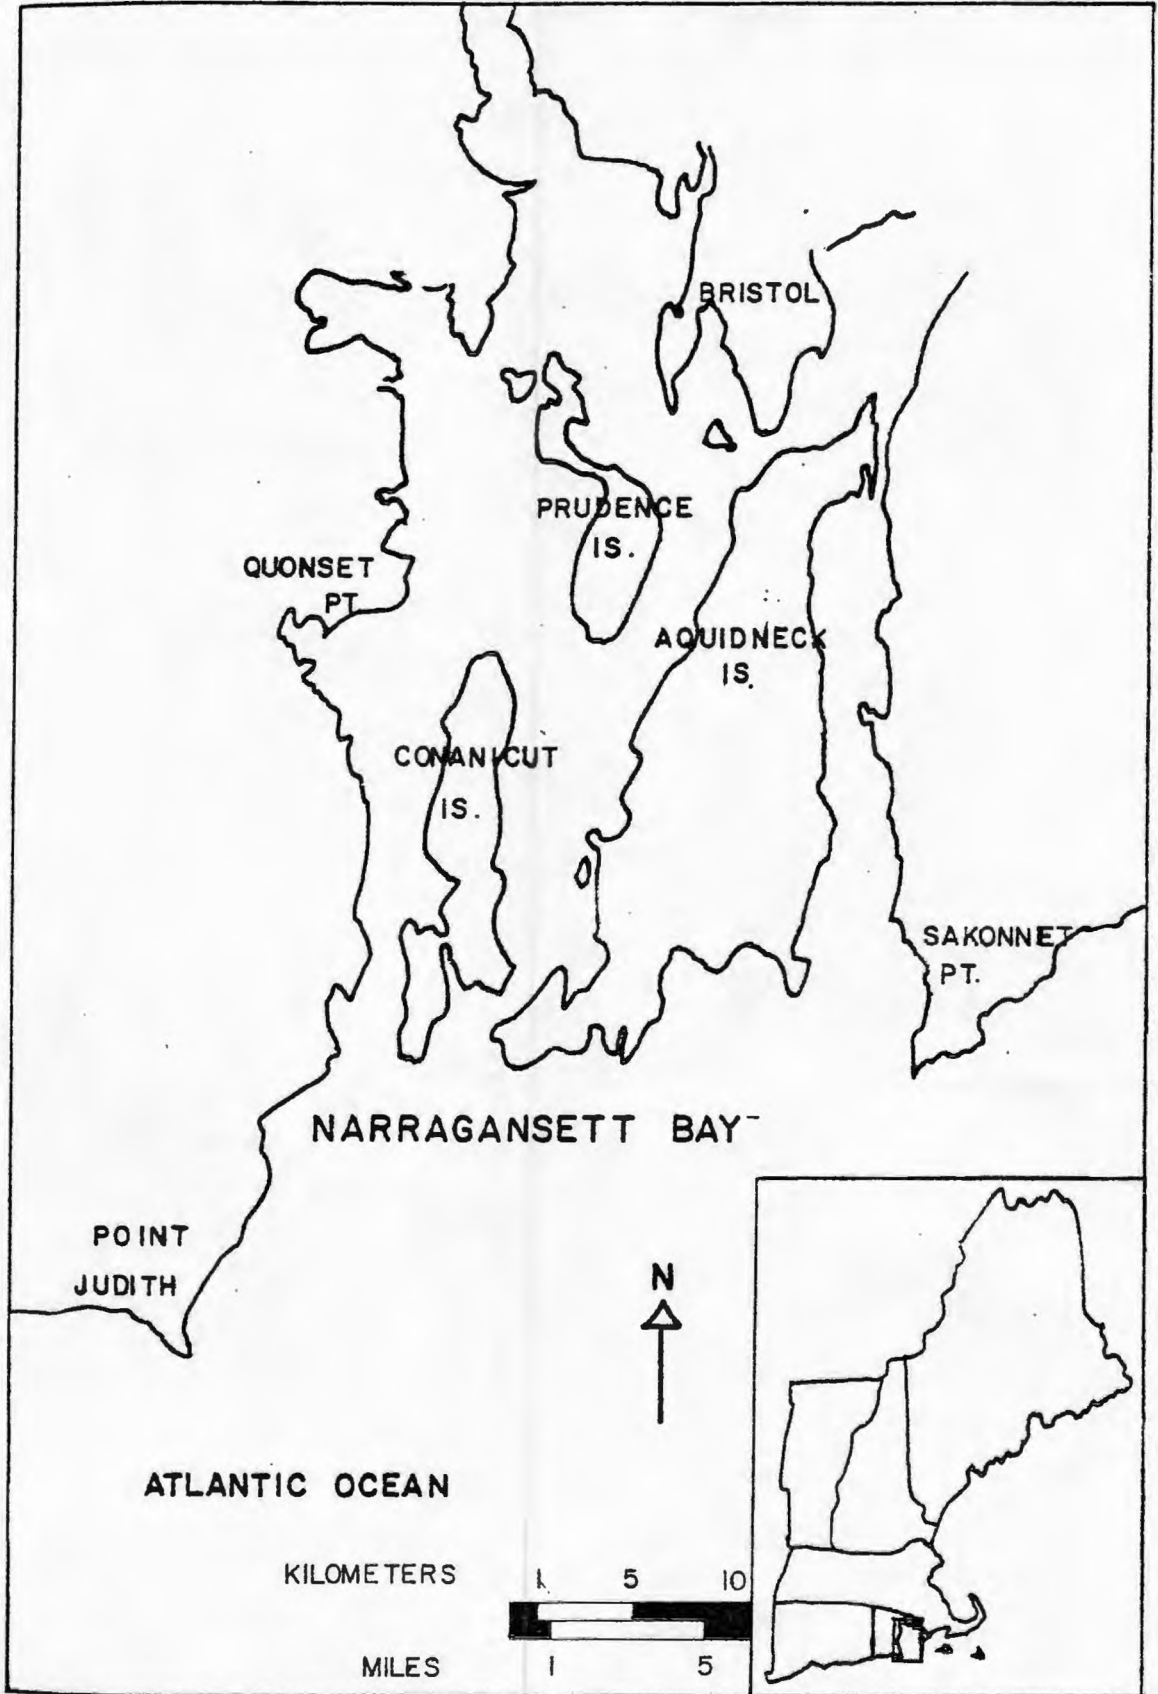 BRISTOL
PRUDENCE
IS.
QUONSET
PT
AQUIDNECK
IS.
CONANICUT
IS.
SAKONNET
PT.
NARRAGANSETT BAY
POINT
JUDITH
N
ATLANTIC OCEAN
KILOMETERS 1 5 10
MILES 1 5